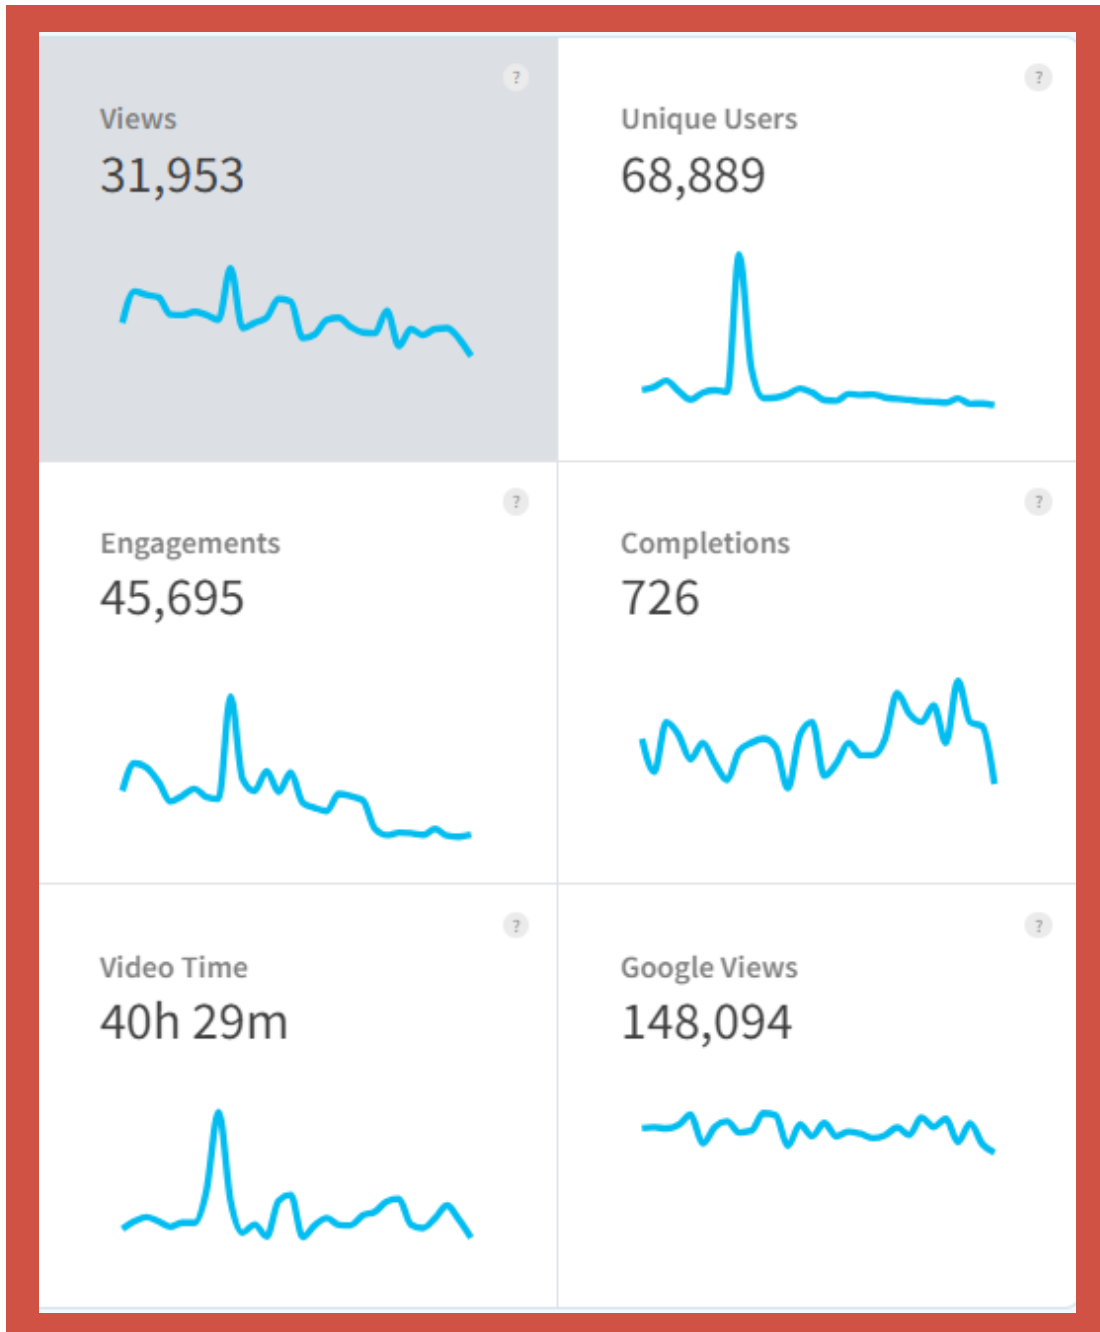 ?
Views
31,953
?
Unique Users
68,889
?
Engagements
45,695
?
Completions
726
?
Video Time
40h 29m
?
Google Views
148,094